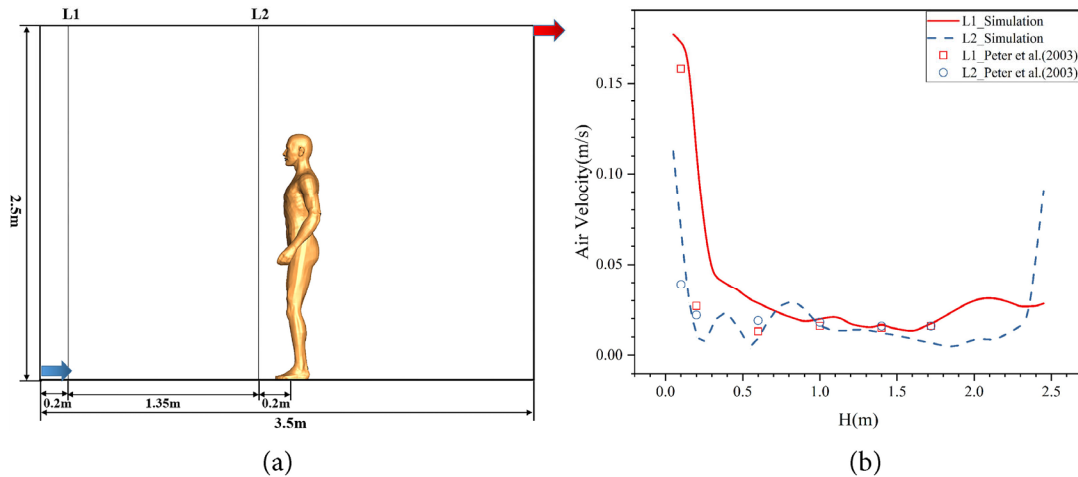 L1
L2
2.5m
0.2m
1.35m
0.2m
3.5m
(a)
L1_Simulation
L2_Simulation
L1_Peter et al.(2003)
L2_Peter et al.(2003)
Air Velocity(m/s)
0.15
0.10
0.05
0.00
0.0
0.5
1.0
1.5
2.0
2.5
H(m)
(b)